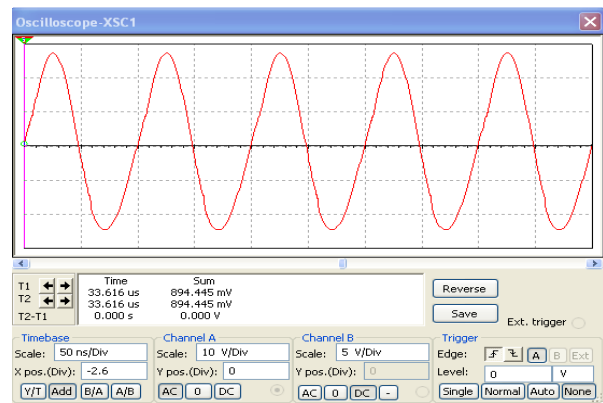 Oscilloscope-XSC1
Time Sum
T1 33.616 us 894.445 mV
T2 33.616 us 894.445 mV
T2-T1 0.000 s 0.000 V
Reverse
Save
Ext. trigger
Timebase
Scale: 50 ns/Div
X pos.(Div): -2.6
Y/T Add B/A A/B
Channel A
Scale: 10 V/Div
Y pos.(Div): 0
AC 0 DC
Channel B
Scale: 5 V/Div
Y pos.(Div): 0
AC 0 DC -
Trigger
Edge: A B Ext
Level: 0 V
Single Normal Auto None